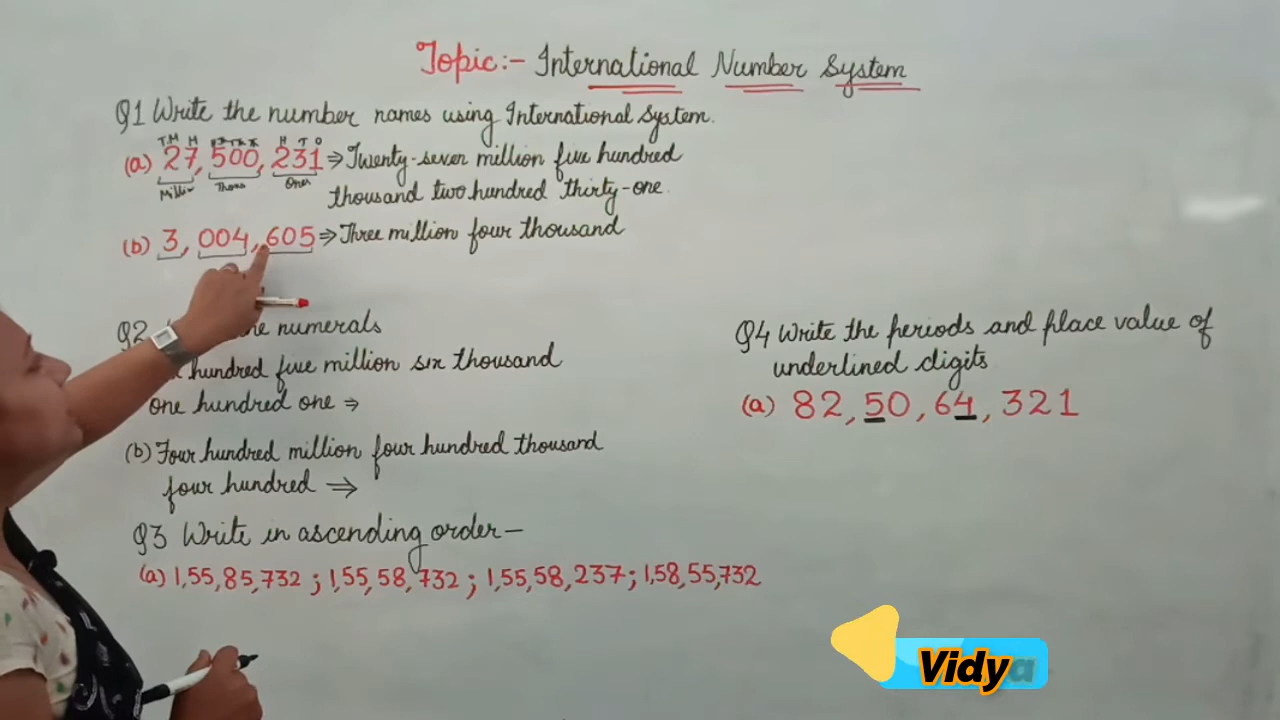 Topic:- International Number System
Q1 Write the number names using International System.
TM M HTh TTh Th H T O
(a) 27,500,231 ⇒ Twenty-seven million five hundred
thousand two hundred thirty-one.
Thous Ones
(b) 3,004,605 ⇒ Three million four thousand
Q2 numerals
hundred five million six thousand
one hundred one ⇒
(b) Four hundred million four hundred thousand
four hundred ⇒
Q3 Write in ascending order—
(a) 1,55,85,732 ; 1,55,58,732 ; 1,55,58,237 ; 1,58,55,732
Q4 Write the periods and place value of
underlined digits
(a) 82,50,64,321
Vidya